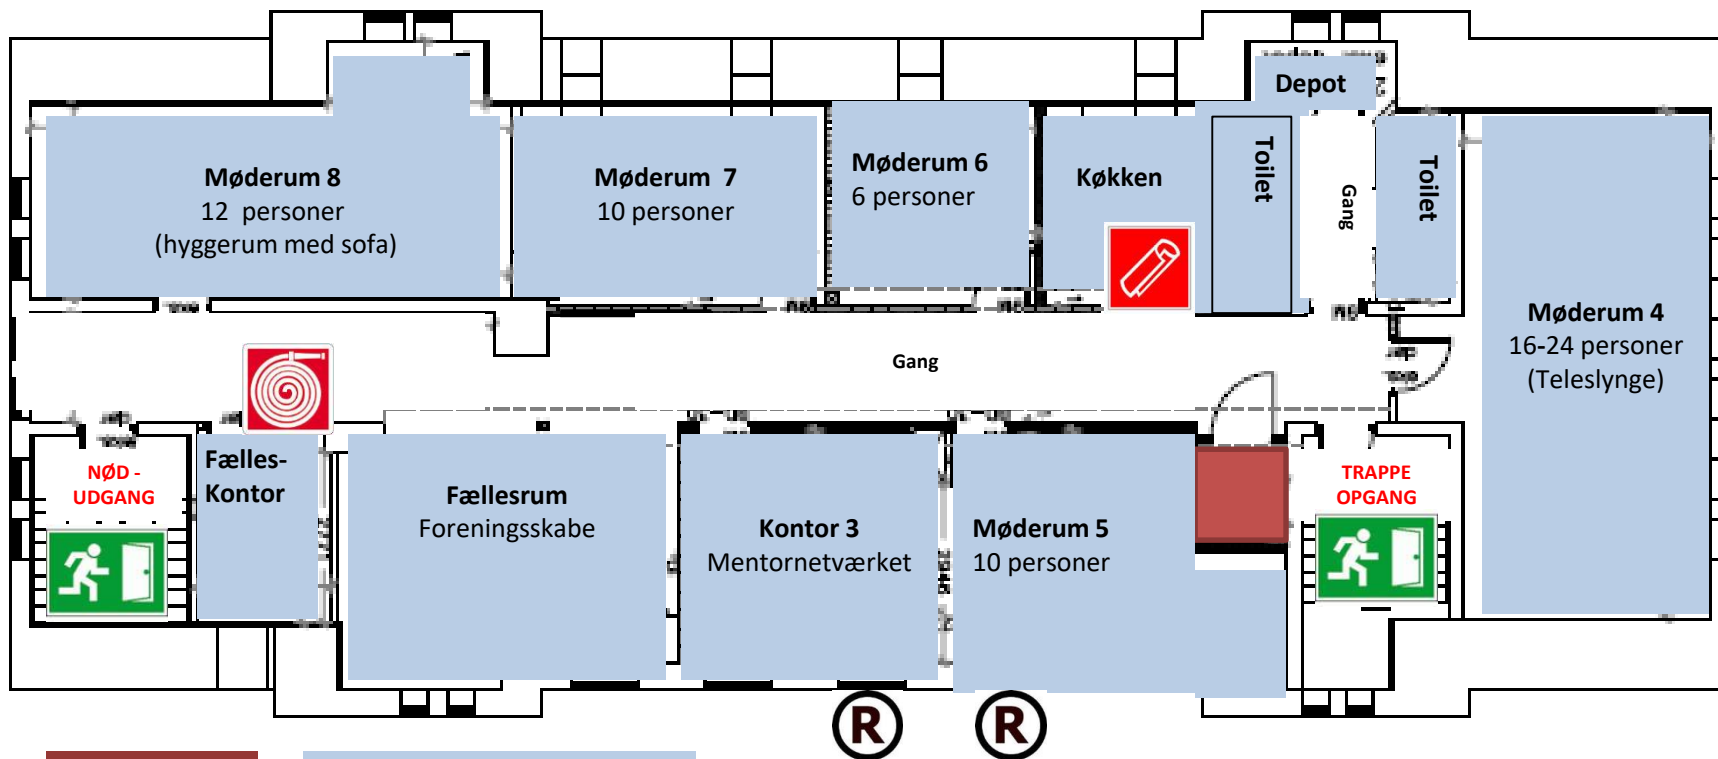 Depot
Møderum 8
12 personer
(hyggerum med sofa)
Møderum 7
10 personer
Møderum 6
6 personer
Køkken
Toilet
Gang
Toilet
Møderum 4
16-24 personer
(Teleslynge)
Gang
NØD -
UDGANG
Fælles-
Kontor
Fællesrum
Foreningsskabe
Kontor 3
Mentornetværket
Møderum 5
10 personer
TRAPPE
OPGANG
R
R